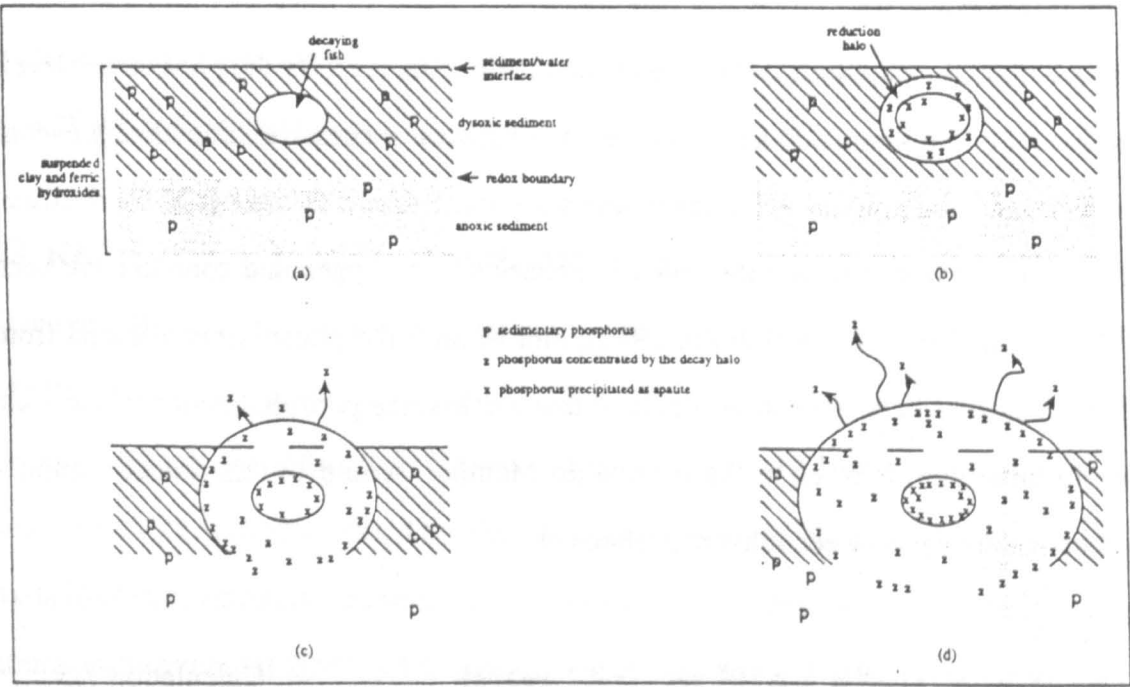 decaying
fish
sediment/water
interface
p
p
p
p
dysoxic sediment
p
p
p
p
p
suspended
clay and ferric
hydroxides
redox boundary
p
p
p
anoxic sediment
p
(a)
reduction
halo
p
p
p
p
p
p
p
p
p
p
(b)
p sedimentary phosphorus
x phosphorus concentrated by the decay halo
x phosphorus precipitated as apatite
p
p
p
p
p
p
p
p
(c)
p
p
p
p
p
p
p
(d)